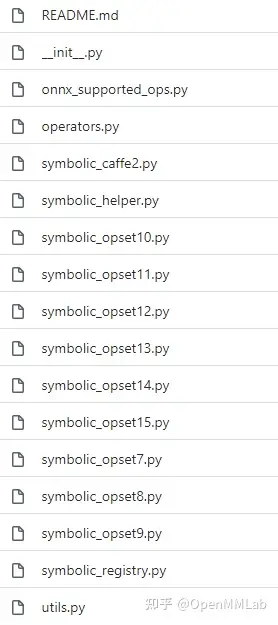 README.md
__init__.py
onnx_supported_ops.py
operators.py
symbolic_caffe2.py
symbolic_helper.py
symbolic_opset10.py
symbolic_opset11.py
symbolic_opset12.py
symbolic_opset13.py
symbolic_opset14.py
symbolic_opset15.py
symbolic_opset7.py
symbolic_opset8.py
symbolic_opset9.py
symbolic_registry.py
utils.py
知乎 @OpenMMLab